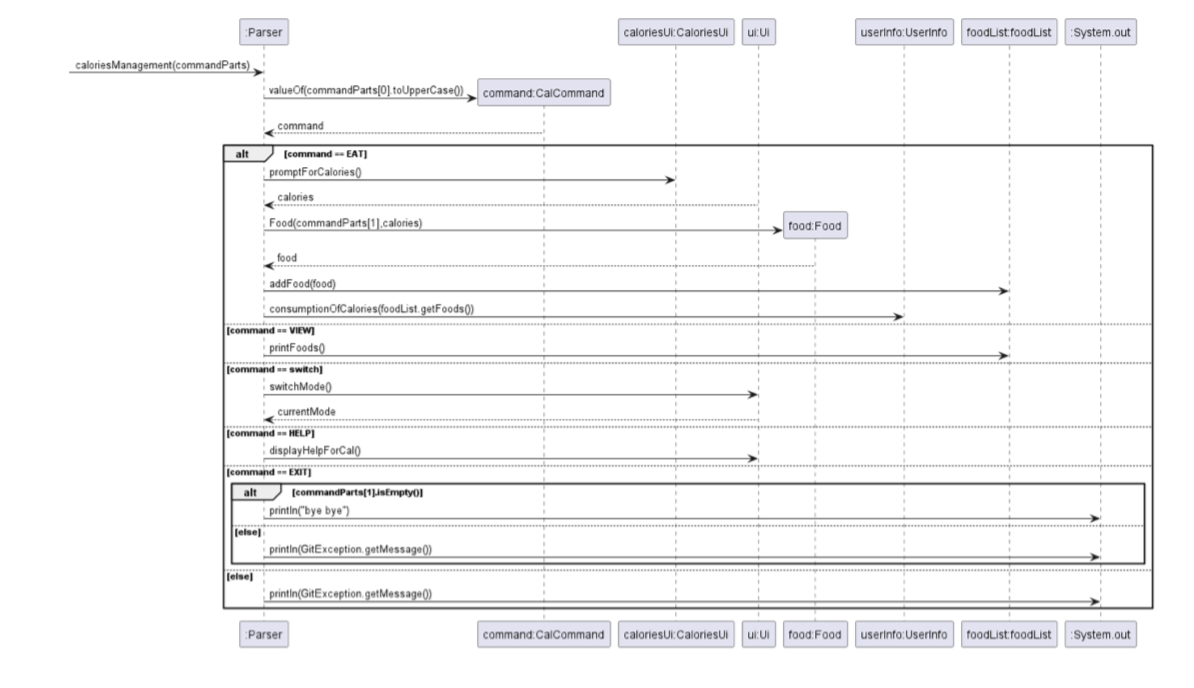 :Parser caloriesUi:CaloriesUi ui:Ui userInfo:UserInfo foodList:foodList :System.out
caloriesManagement(commandParts)
valueOf(commandParts[0].toUpperCase()) command:CalCommand
command
alt [command == EAT]
promptForCalories()
calories
Food(commandParts[1],calories) food:Food
food
addFood(food)
consumptionOfCalories(foodList.getFoods())
[command == VIEW]
printFoods()
[command == switch]
switchMode()
currentMode
[command == HELP]
displayHelpForCal()
[command == EXIT]
alt [commandParts[1].isEmpty()]
println("bye bye")
[else]
println(GitException.getMessage())
[else]
println(GitException.getMessage())
:Parser command:CalCommand caloriesUi:CaloriesUi ui:Ui food:Food userInfo:UserInfo foodList:foodList :System.out